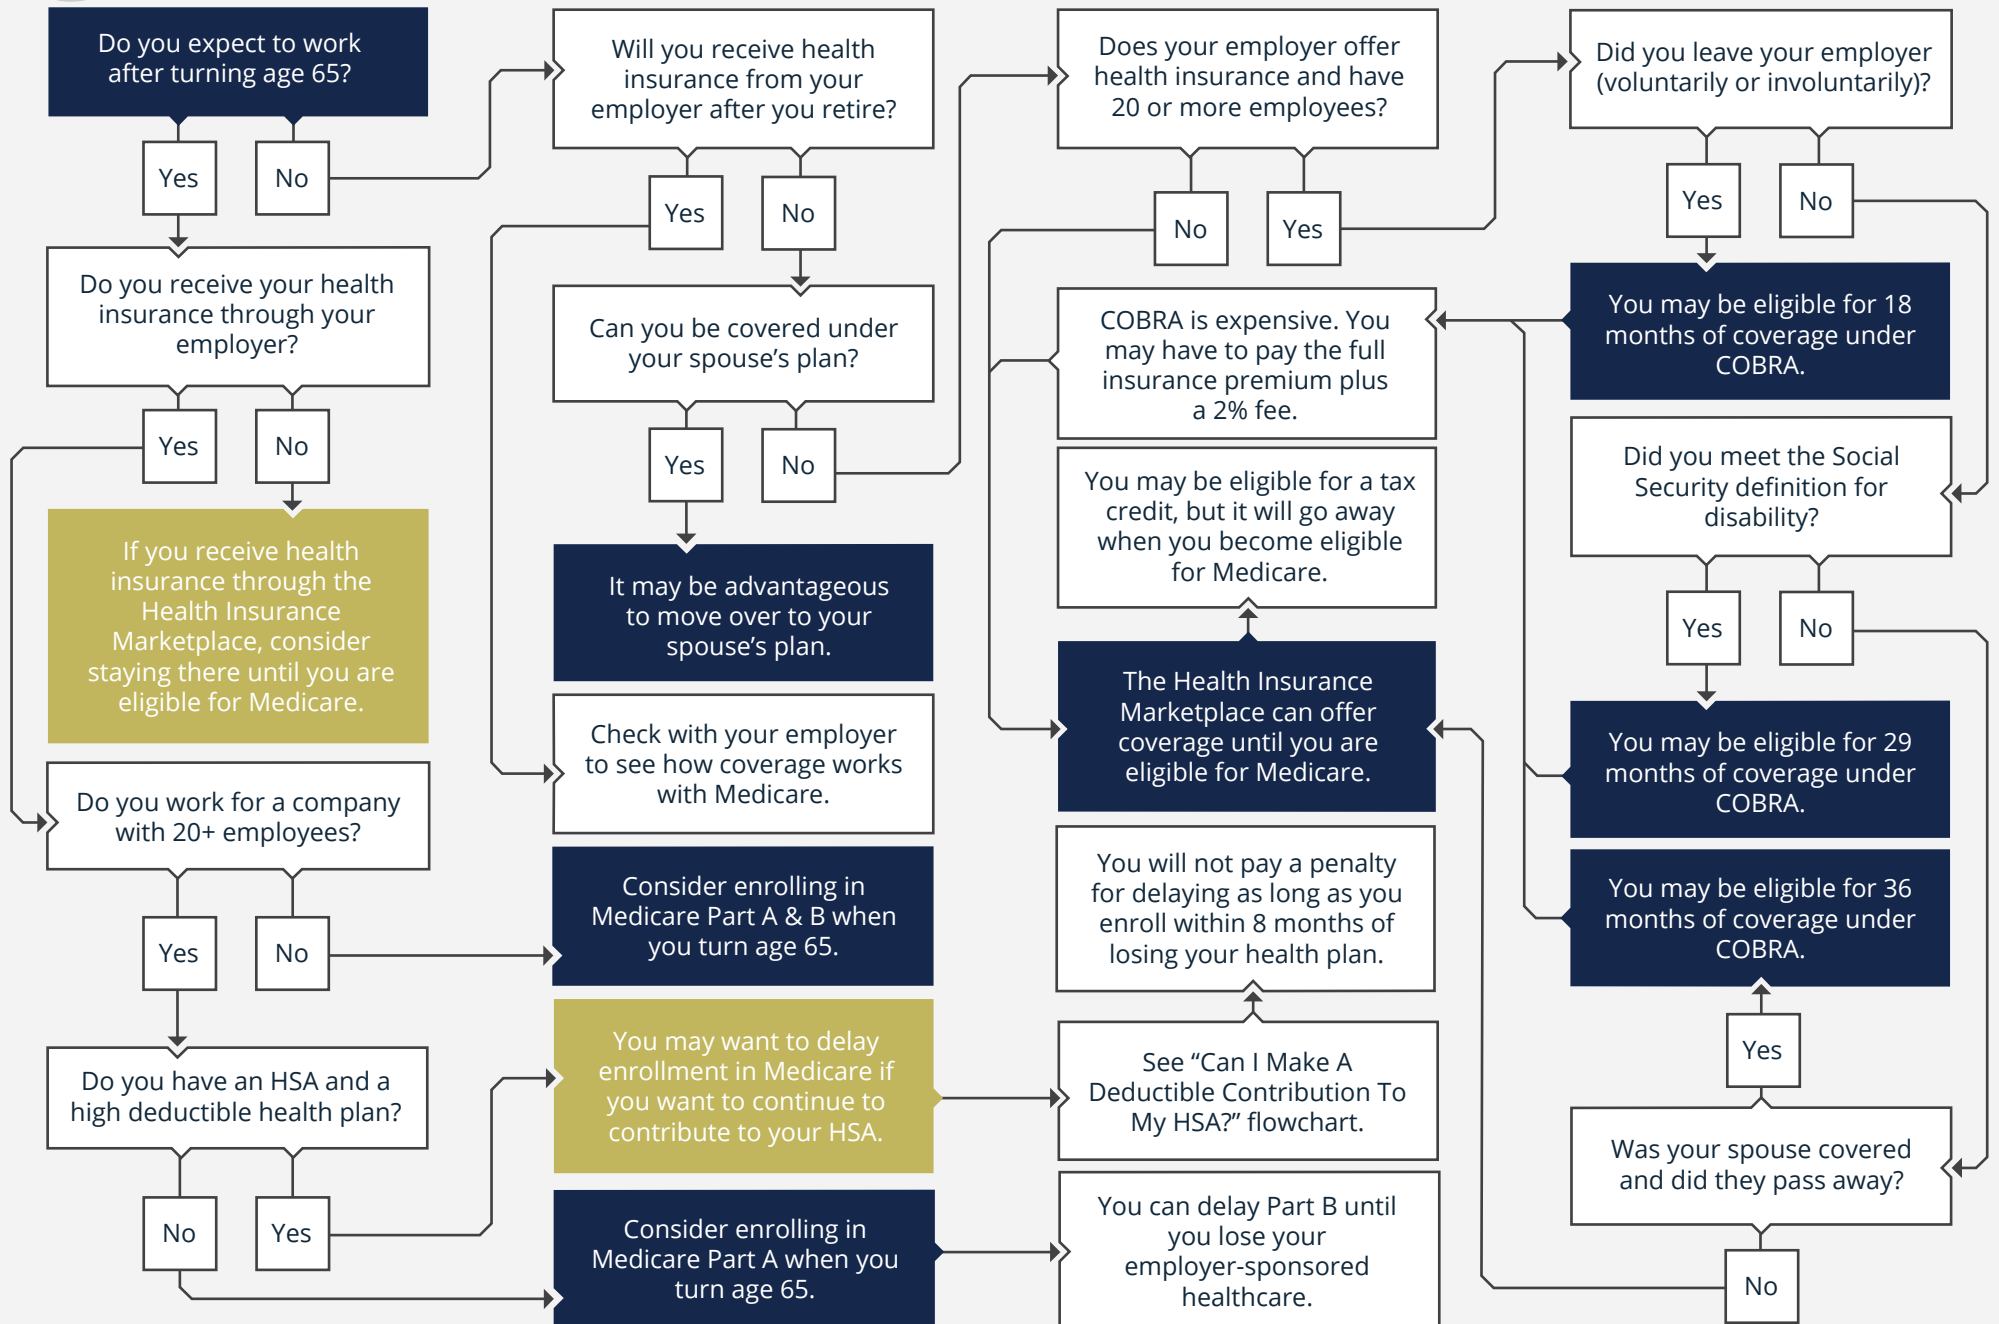 Do you expect to work
after turning age 65?
Yes
No
Do you receive your health
insurance through your
employer?
Yes
No
If you receive health
insurance through the
Health Insurance
Marketplace, consider
staying there until you are
eligible for Medicare.
Do you work for a company
with 20+ employees?
Yes
No
Do you have an HSA and a
high deductible health plan?
No
Yes
Will you receive health
insurance from your
employer after you retire?
Yes
No
Can you be covered under
your spouse’s plan?
Yes
No
It may be advantageous
to move over to your
spouse’s plan.
Check with your employer
to see how coverage works
with Medicare.
Consider enrolling in
Medicare Part A & B when
you turn age 65.
You may want to delay
enrollment in Medicare if
you want to continue to
contribute to your HSA.
Consider enrolling in
Medicare Part A when you
turn age 65.
Does your employer offer
health insurance and have
20 or more employees?
No
Yes
COBRA is expensive. You
may have to pay the full
insurance premium plus
a 2% fee.
You may be eligible for a tax
credit, but it will go away
when you become eligible
for Medicare.
The Health Insurance
Marketplace can offer
coverage until you are
eligible for Medicare.
You will not pay a penalty
for delaying as long as you
enroll within 8 months of
losing your health plan.
See “Can I Make A
Deductible Contribution To
My HSA?” flowchart.
You can delay Part B until
you lose your
employer-sponsored
healthcare.
Did you leave your employer
(voluntarily or involuntarily)?
Yes
No
You may be eligible for 18
months of coverage under
COBRA.
Did you meet the Social
Security definition for
disability?
Yes
No
You may be eligible for 29
months of coverage under
COBRA.
You may be eligible for 36
months of coverage under
COBRA.
Yes
Was your spouse covered
and did they pass away?
No